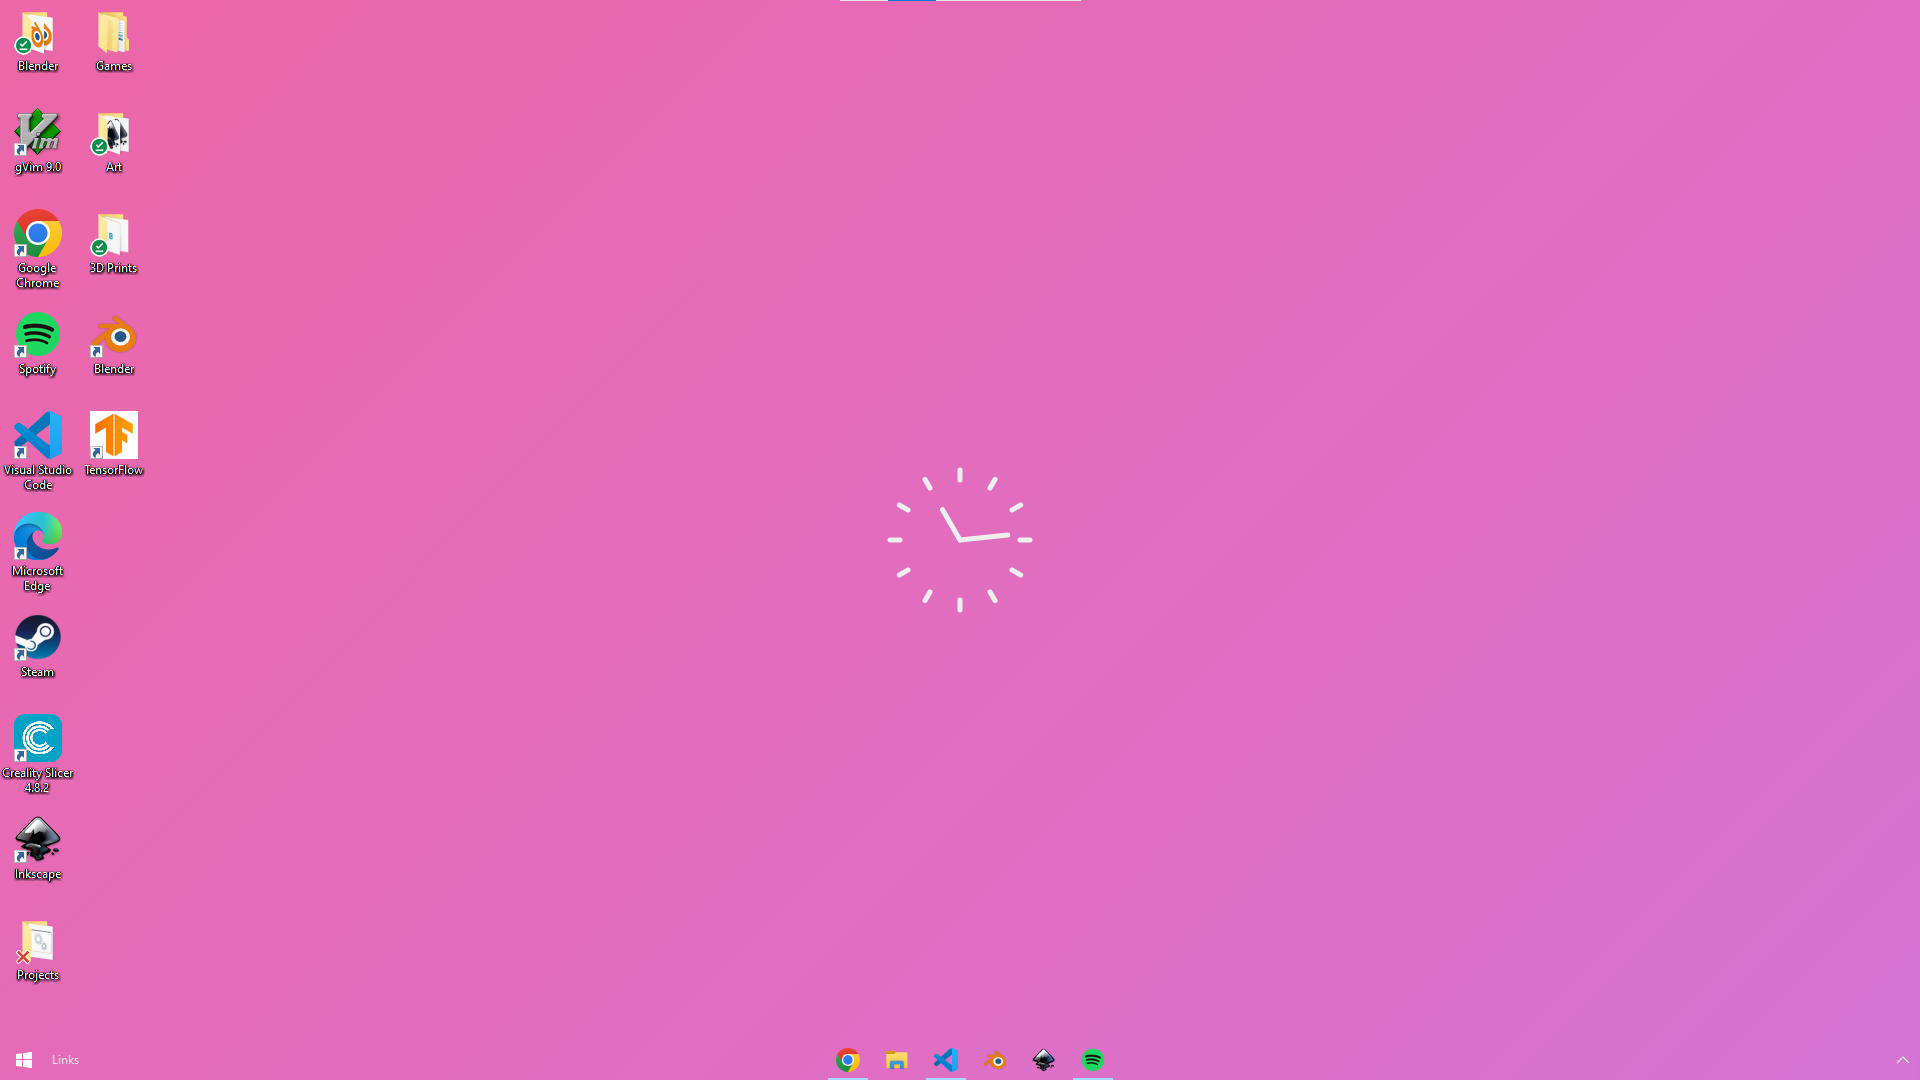 Blender
Games
gVim 9.0
Art
Google
Chrome
3D Prints
Spotify
Blender
Visual Studio
Code
TensorFlow
Microsoft
Edge
Steam
Creality Slicer
4.8.2
Inkscape
Projects
Links